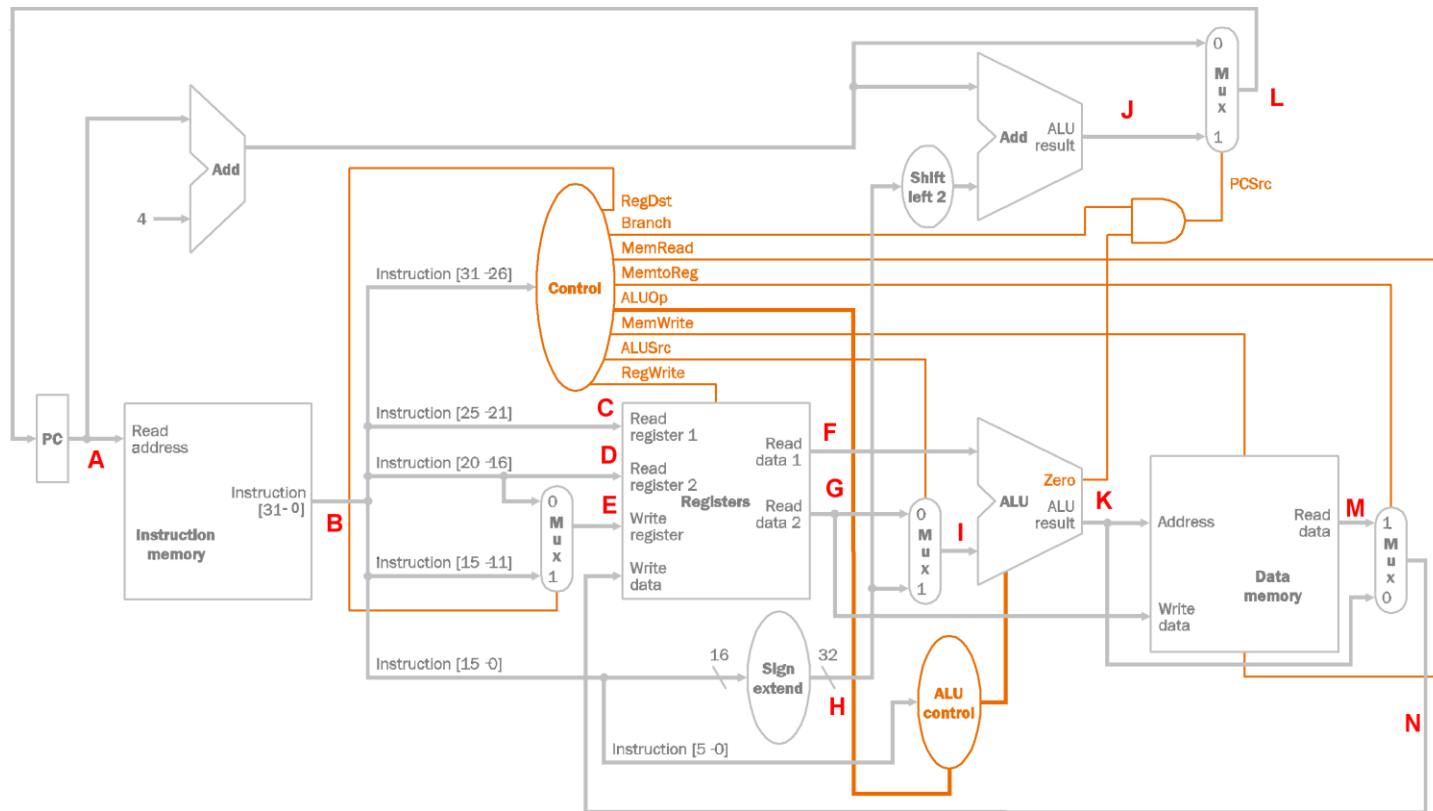 0
M
u
x
1
L
J
Add
ALU
result
Add
Shift
left 2
PCSrc
4
RegDst
Branch
MemRead
MemtoReg
ALUOp
MemWrite
ALUSrc
RegWrite
Control
Instruction [31 -26]
PC
A
Read
address
Instruction
[31- 0]
Instruction
memory
B
Instruction [25 -21]
Instruction [20 -16]
Instruction [15 -11]
Instruction [15 -0]
Instruction [5 -0]
0
M
u
x
1
C
D
E
Read
register 1
Read
register 2
Write
register
Write
data
Registers
Read
data 1
Read
data 2
F
G
0
M
u
x
1
I
Zero
ALU
ALU
result
K
Address
Write
data
Read
data
Data
memory
M
1
M
u
x
0
N
16
Sign
extend
32
H
ALU
control